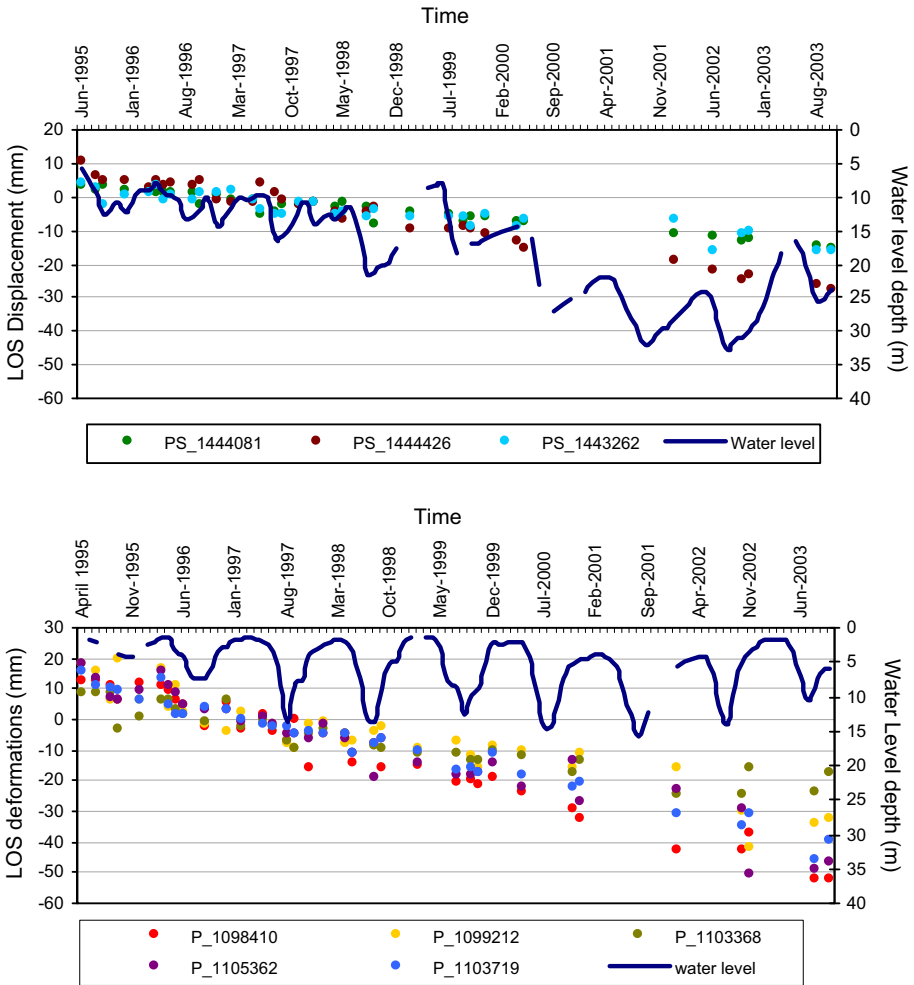 Time
Jun-1995 Jan-1996 Aug-1996 Mar-1997 Oct-1997 May-1998 Dec-1998 Jul-1999 Feb-2000 Sep-2000 Apr-2001 Nov-2001 Jun-2002 Jan-2003 Aug-2003
LOS Displacement (mm)
20 0
10 5
0 10
-10 15
-20 20
-30 25
-40 30
-50 35
-60 40
Water level depth (m)
PS_1444081 PS_1444426 PS_1443262 Water level
Time
April 1995 Nov-1995 Jun-1996 Jan-1997 Aug-1997 Mar-1998 Oct-1998 May-1999 Dec-1999 Jul-2000 Feb-2001 Sep-2001 Apr-2002 Nov-2002 Jun-2003
LOS deformations (mm)
30 0
20 5
10 10
0 15
-10 20
-20 25
-30 30
-40 35
-50 40
-60
Water Level depth (m)
P_1098410 P_1099212 P_1103368
P_1105362 P_1103719 water level